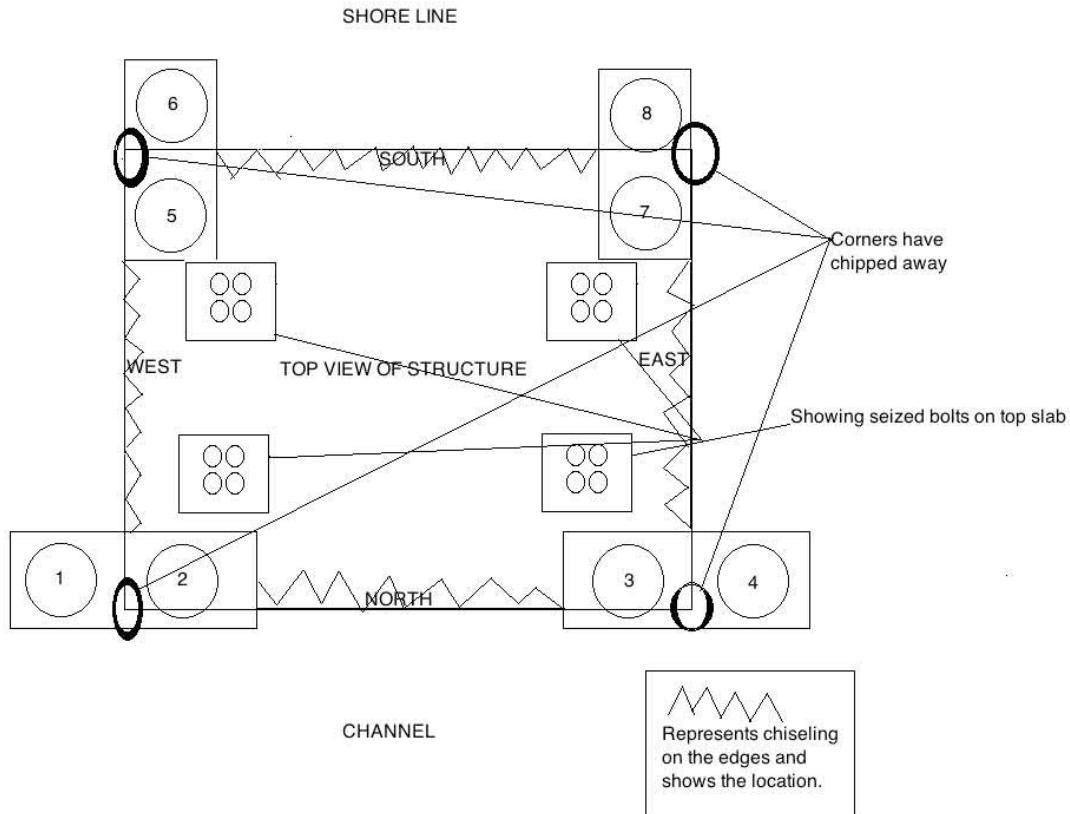 SHORE LINE
6
8
SOUTH
5
7
Corners have
chipped away
WEST
TOP VIEW OF STRUCTURE
EAST
Showing seized bolts on top slab
1
2
3
4
NORTH
CHANNEL
Represents chiseling
on the edges and
shows the location.